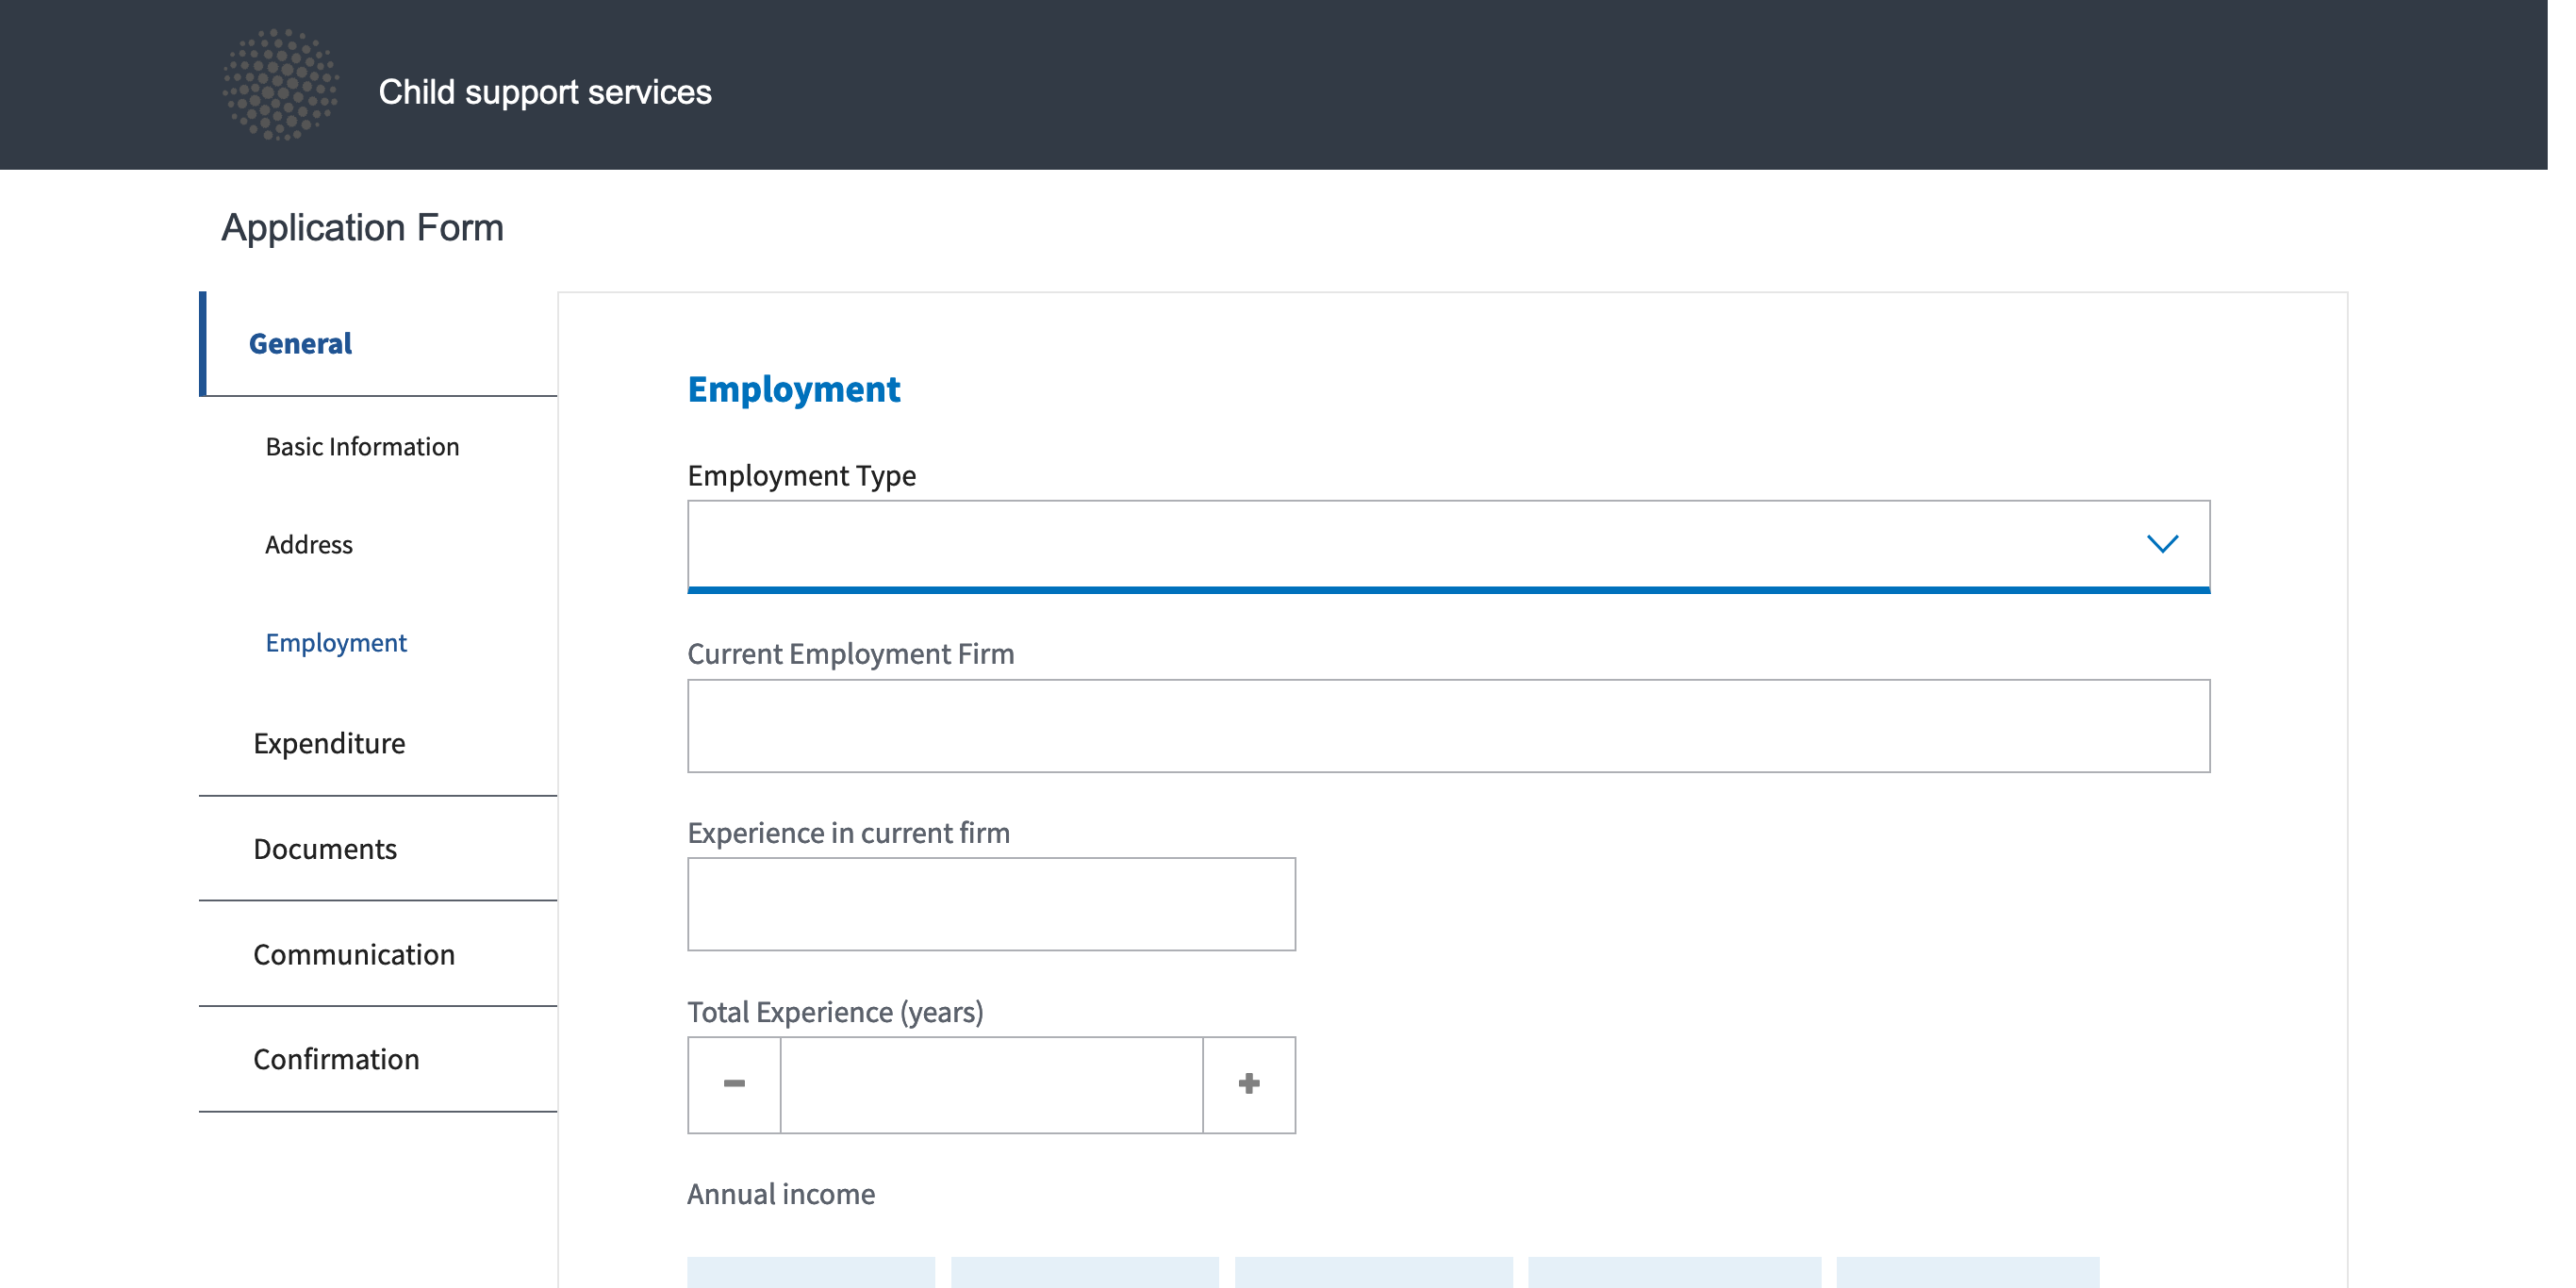 Child support services
Application Form
General
Basic Information
Address
Employment
Expenditure
Documents
Communication
Confirmation
Employment
Employment Type
Current Employment Firm
Experience in current firm
Total Experience (years)
Annual income